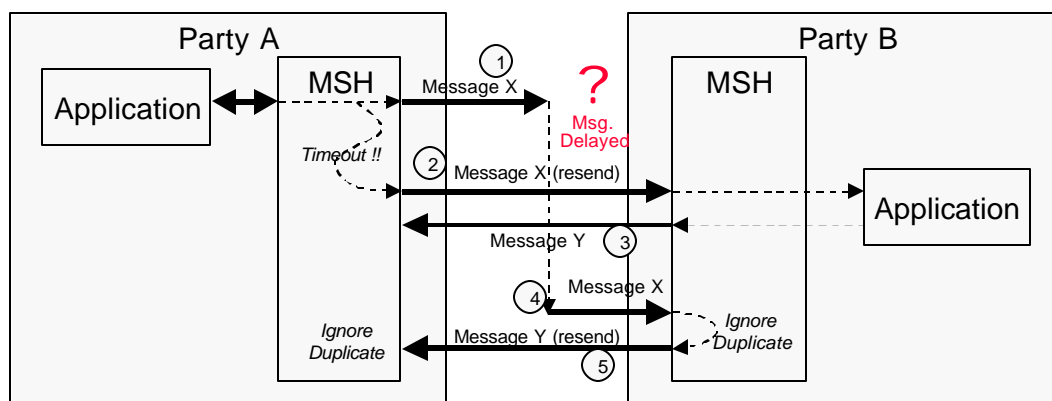 Party A
Party B
MSH
MSH
Application
1
Message X
?
Msg.
Delayed
Timeout !!
2
Message X (resend)
Application
Message Y
3
4
Message X
Ignore
Duplicate
Message Y (resend)
Ignore
Duplicate
5